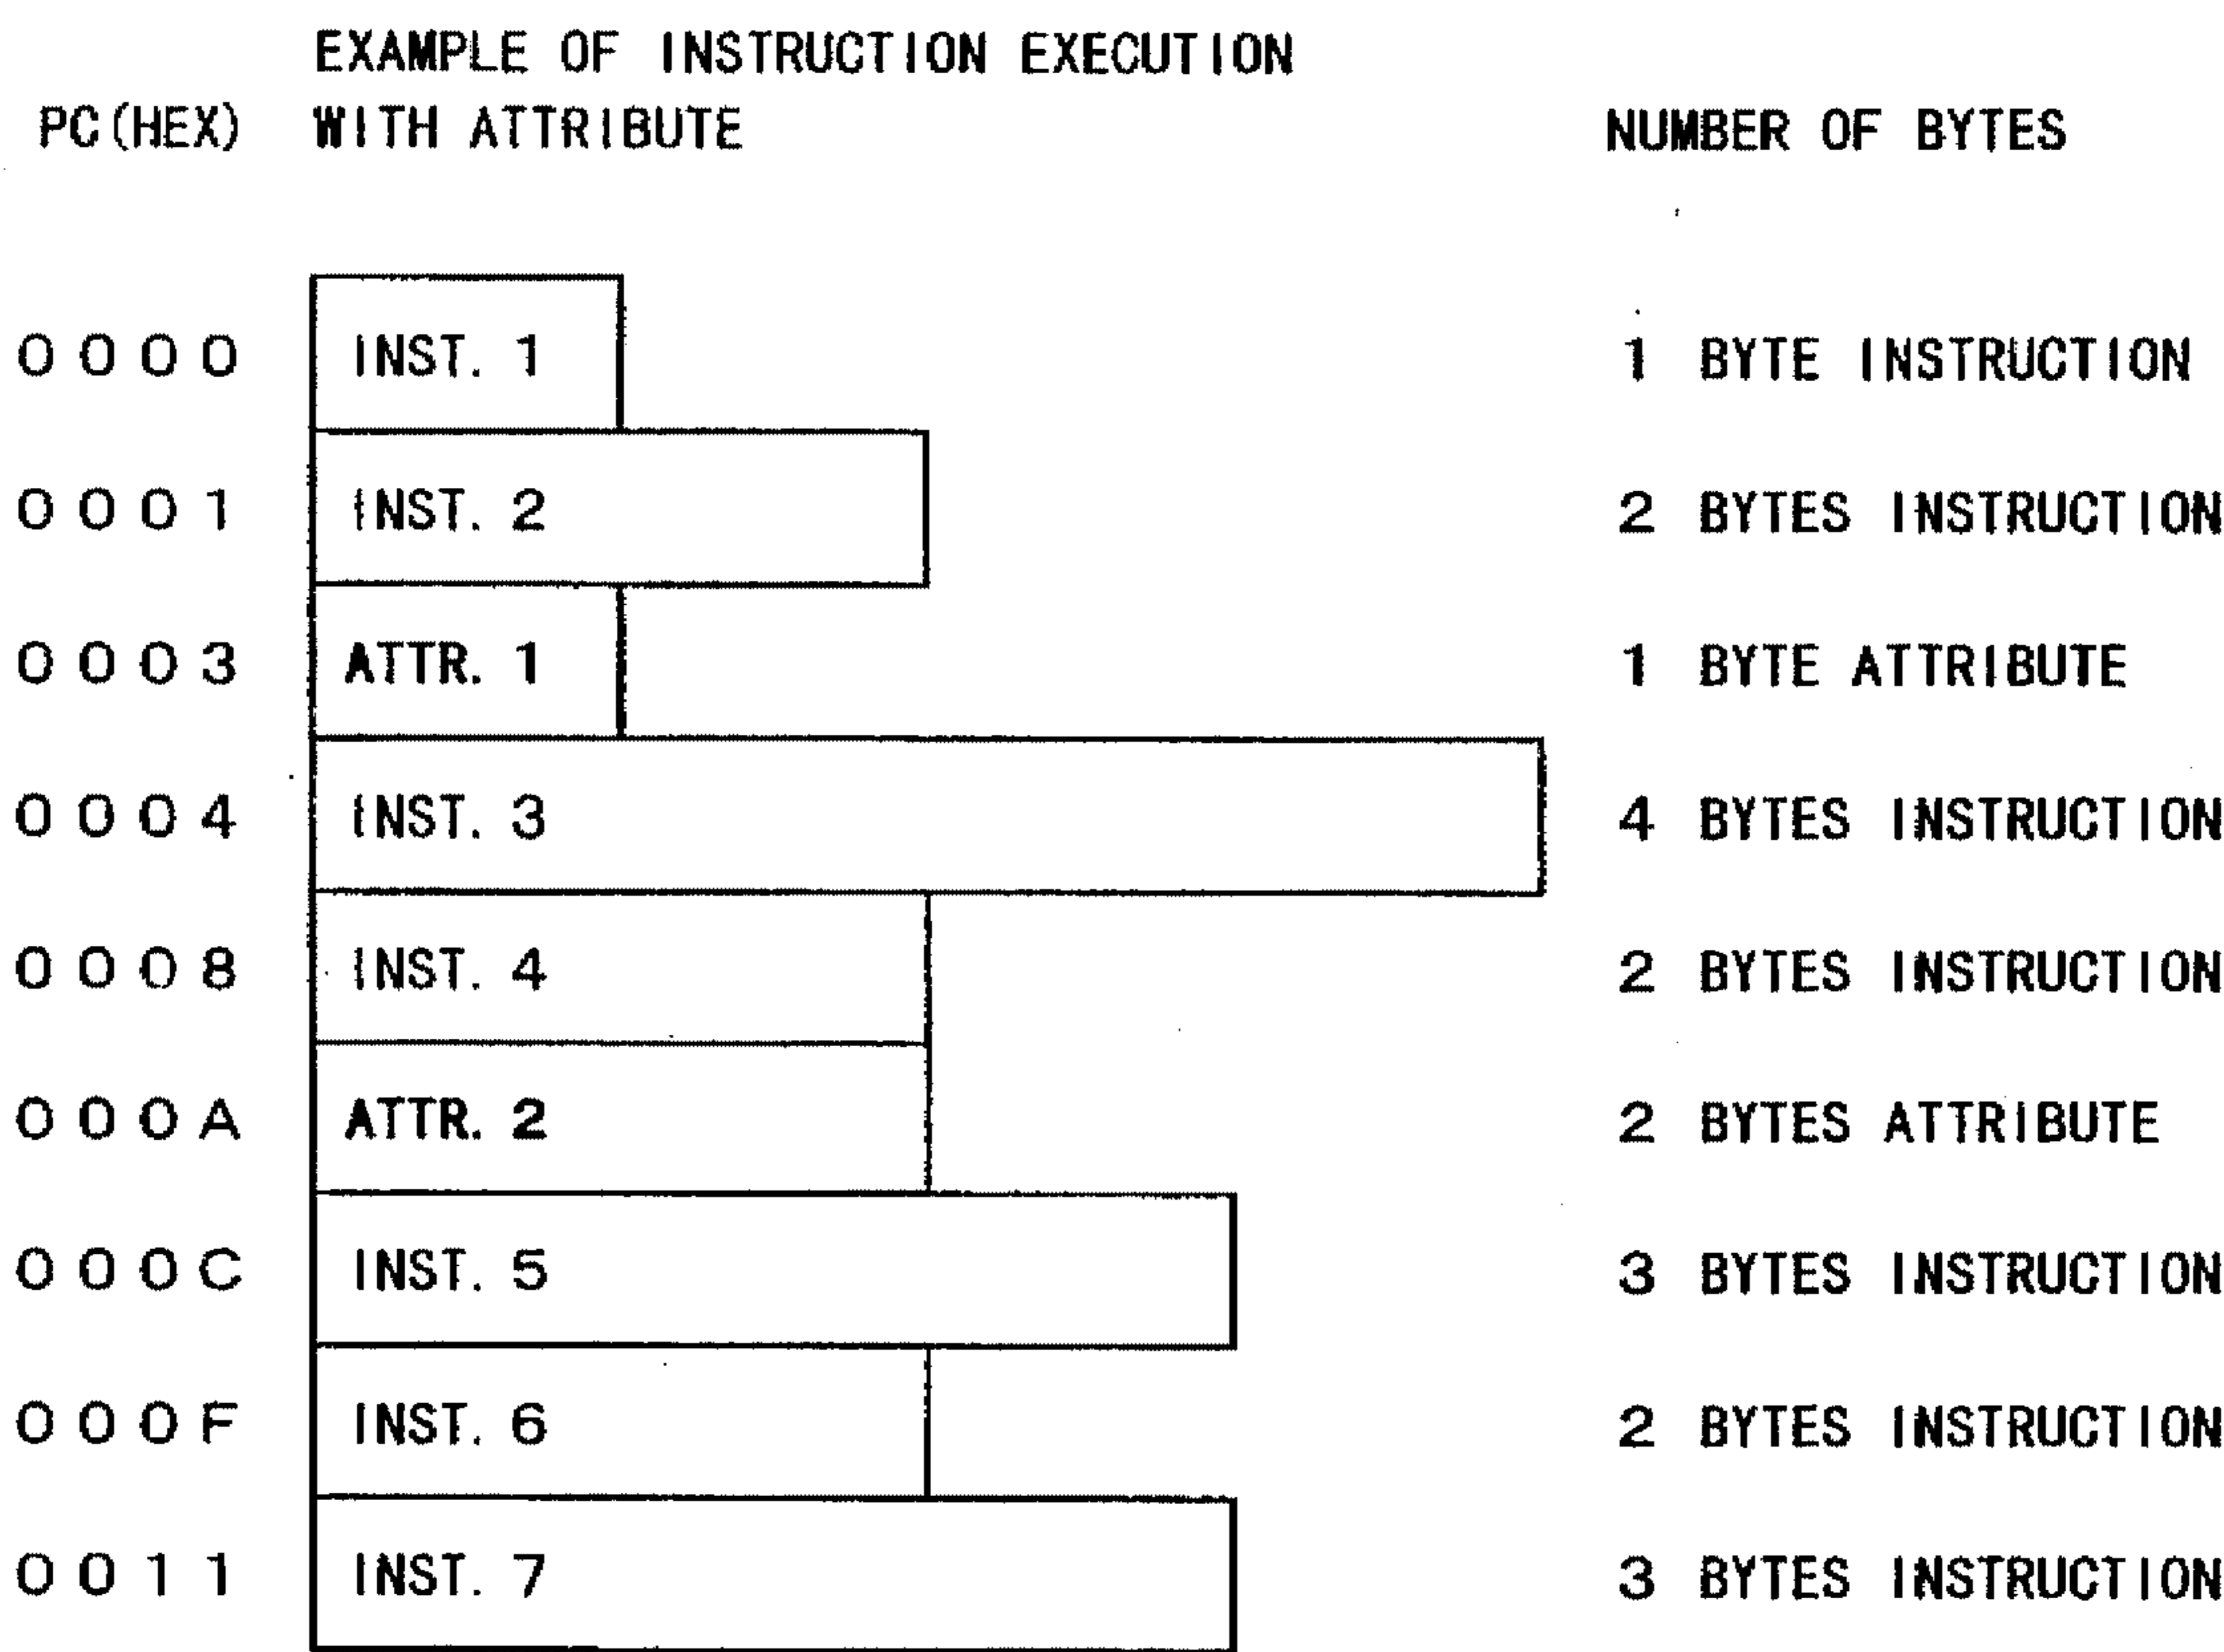 EXAMPLE OF INSTRUCTION EXECUTION
PC(HEX) WITH ATTRIBUTE NUMBER OF BYTES
0000 INST. 1 1 BYTE INSTRUCTION
0001 INST. 2 2 BYTES INSTRUCTION
0003 ATTR. 1 1 BYTE ATTRIBUTE
0004 INST. 3 4 BYTES INSTRUCTION
0008 INST. 4 2 BYTES INSTRUCTION
000A ATTR. 2 2 BYTES ATTRIBUTE
000C INST. 5 3 BYTES INSTRUCTION
000F INST. 6 2 BYTES INSTRUCTION
0011 INST. 7 3 BYTES INSTRUCTION